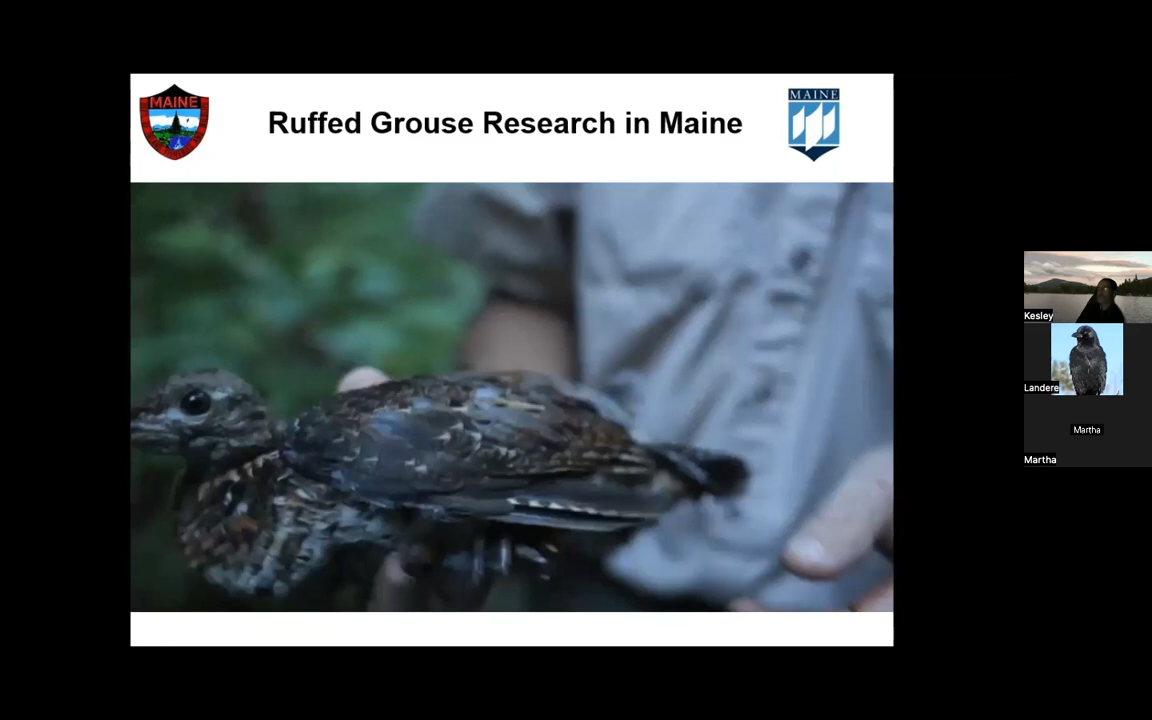 MAINE
Ruffed Grouse Research in Maine
MAINE
Kesley
Landere
Martha
Martha